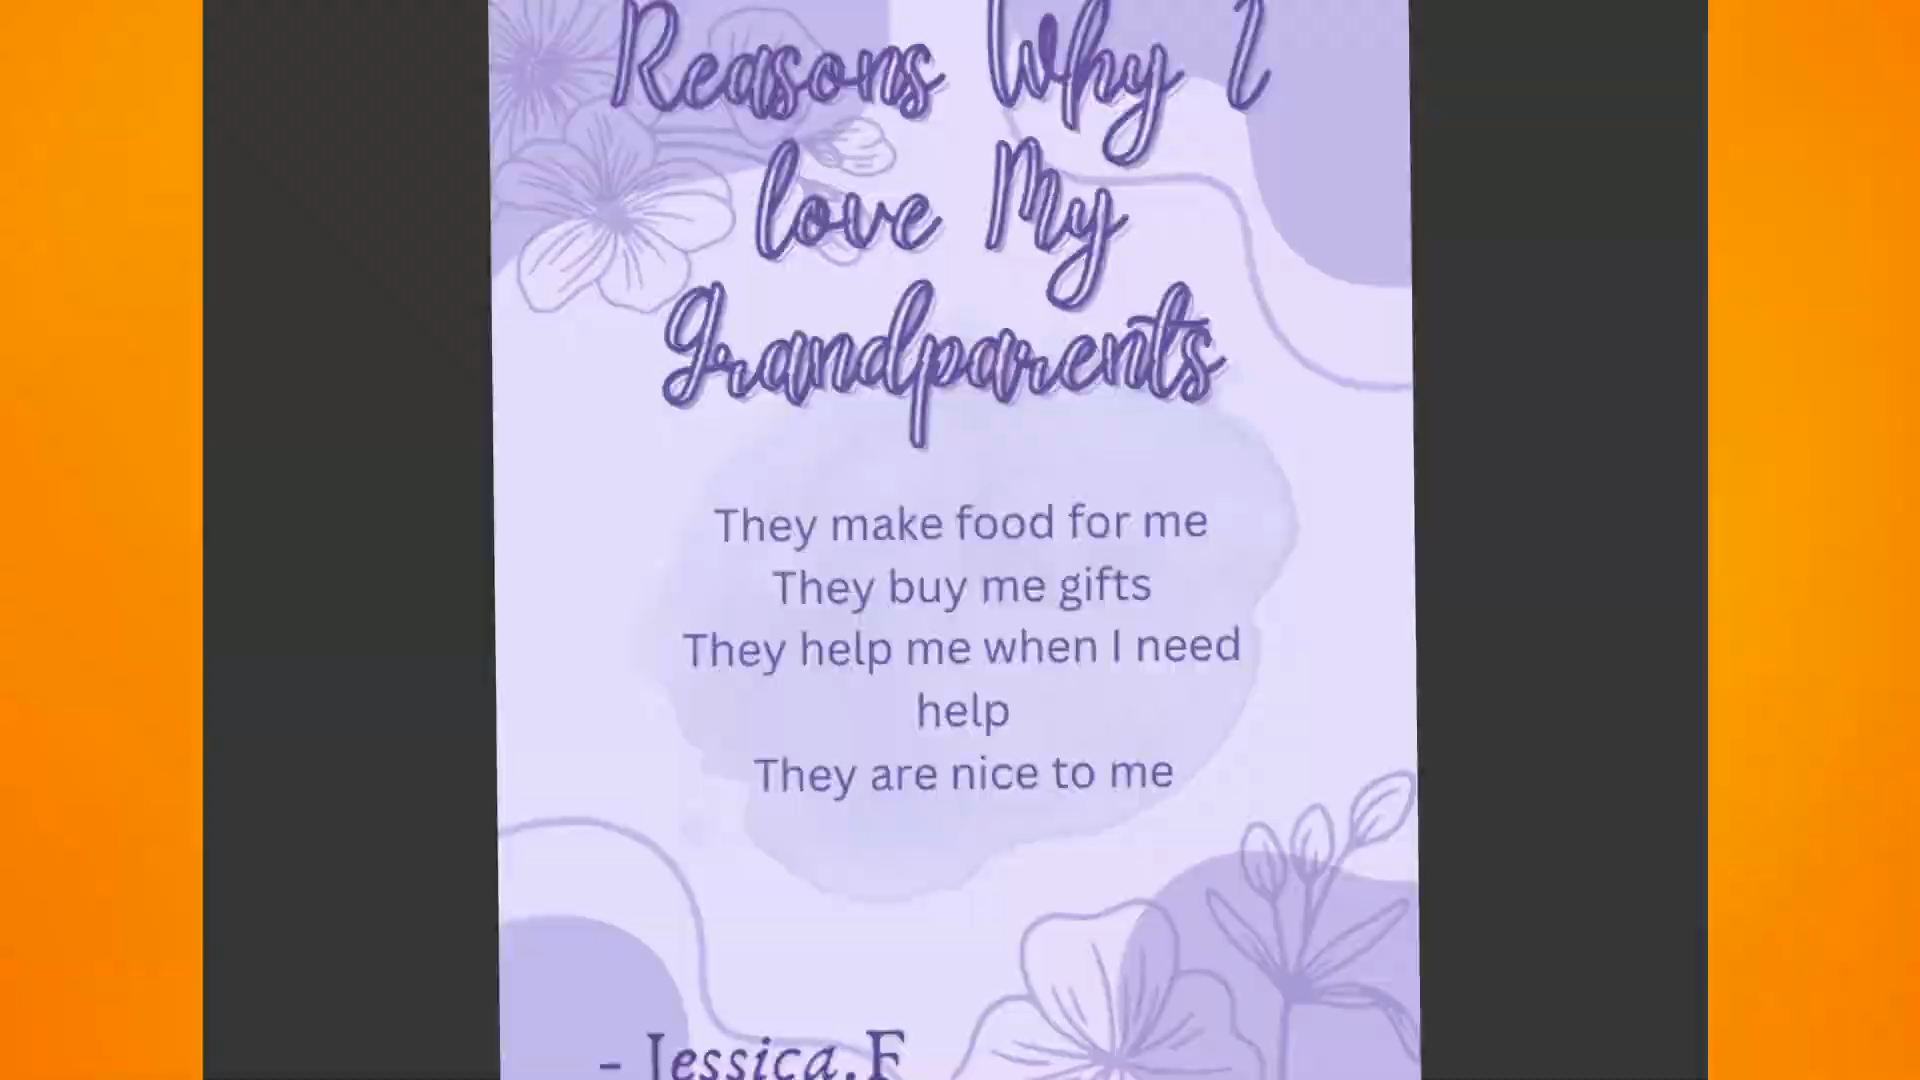 Reasons Why I
love My
Grandparents
They make food for me
They buy me gifts
They help me when I need
help
They are nice to me
- Jessica.F